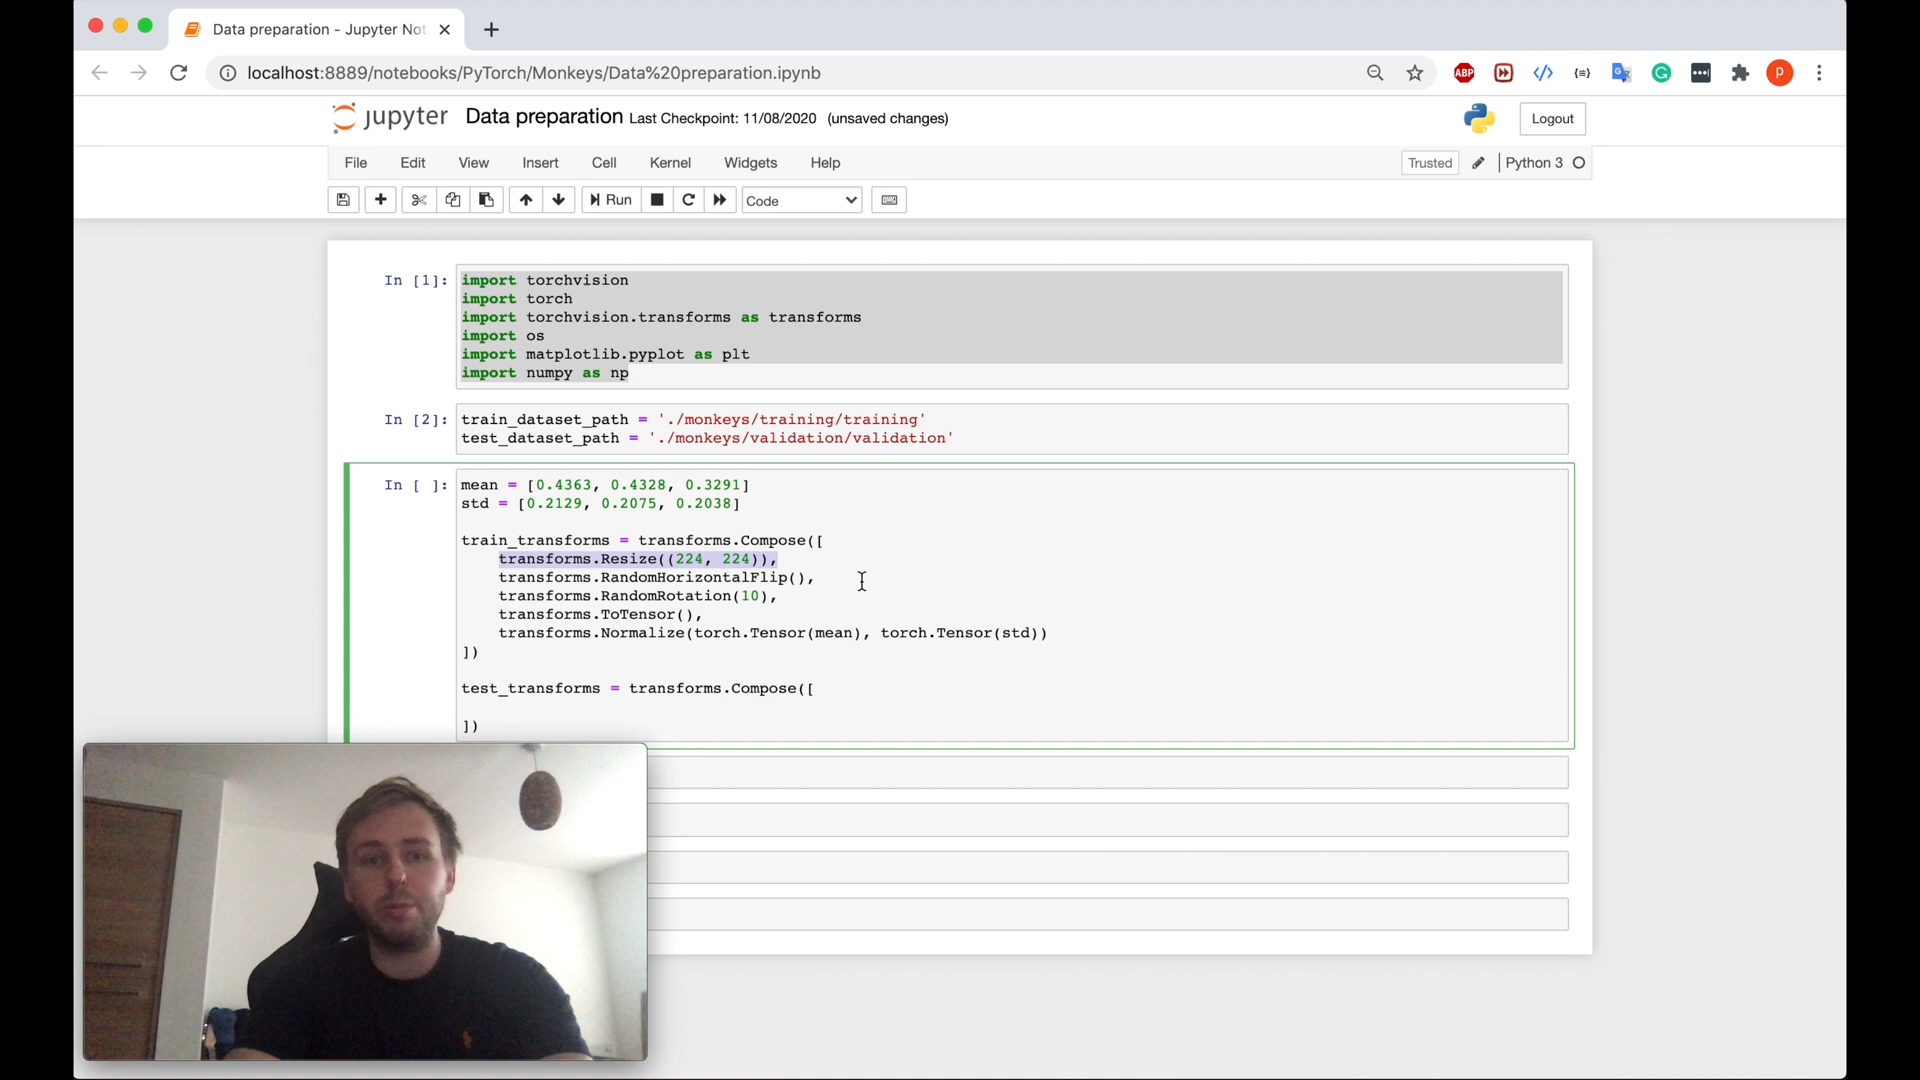 Data preparation - Jupyter Not
localhost:8889/notebooks/PyTorch/Monkeys/Data%20preparation.ipynb
ABP
P
jupyter Data preparation Last Checkpoint: 11/08/2020 (unsaved changes)
Logout
File Edit View Insert Cell Kernel Widgets Help
Trusted Python 3
Run Code
In [1]: import torchvision
import torch
import torchvision.transforms as transforms
import os
import matplotlib.pyplot as plt
import numpy as np
In [2]: train_dataset_path = './monkeys/training/training'
test_dataset_path = './monkeys/validation/validation'
In [ ]: mean = [0.4363, 0.4328, 0.3291]
std = [0.2129, 0.2075, 0.2038]
train_transforms = transforms.Compose([
transforms.Resize((224, 224)),
transforms.RandomHorizontalFlip(),
transforms.RandomRotation(10),
transforms.ToTensor(),
transforms.Normalize(torch.Tensor(mean), torch.Tensor(std))
])
test_transforms = transforms.Compose([
])